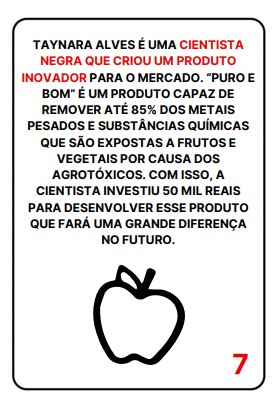 TAYNARA ALVES É UMA CIENTISTA
NEGRA QUE CRIOU UM PRODUTO
INOVADOR PARA O MERCADO. “PURO E
BOM” É UM PRODUTO CAPAZ DE
REMOVER ATÉ 85% DOS METAIS
PESADOS E SUBSTÂNCIAS QUÍMICAS
QUE SÃO EXPOSTAS A FRUTOS E
VEGETAIS POR CAUSA DOS
AGROTÓXICOS. COM ISSO, A
CIENTISTA INVESTIU 50 MIL REAIS
PARA DESENVOLVER ESSE PRODUTO
QUE FARÁ UMA GRANDE DIFERENÇA
NO FUTURO.
7